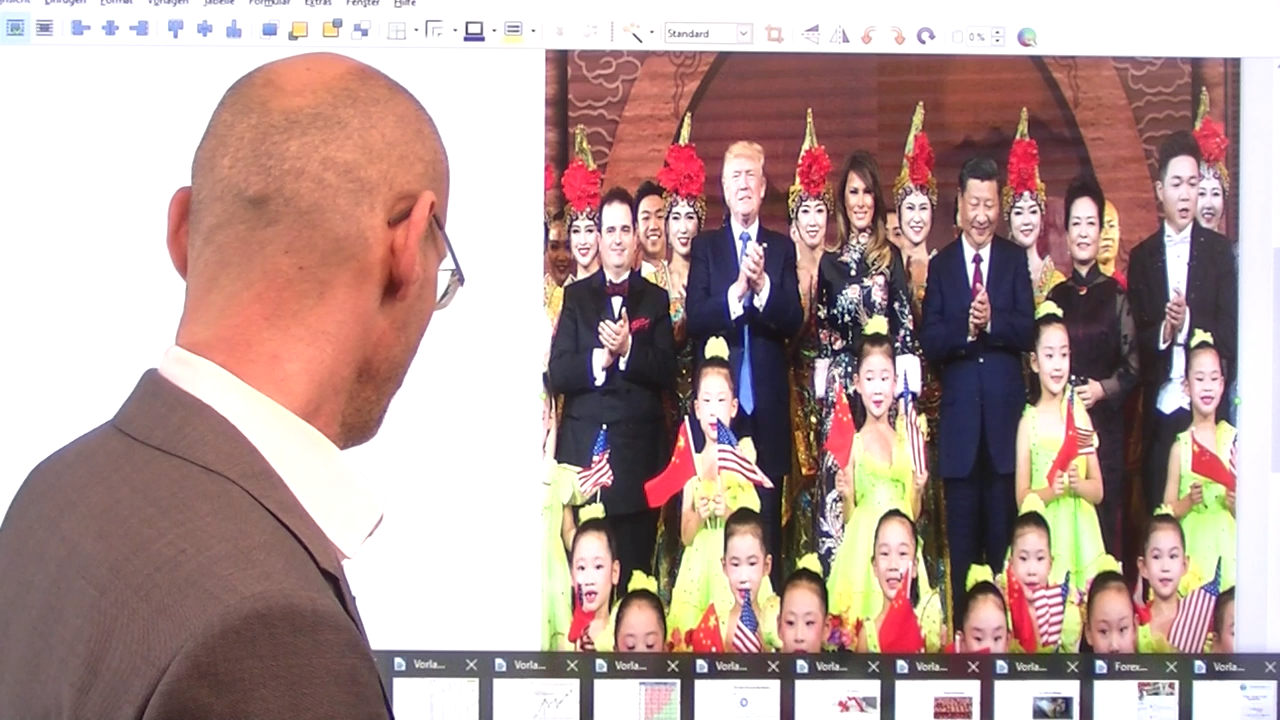 Einfügen Format Vorlagen Tabelle Formular Extras Fenster Hilfe
Standard
0 %
Vorla... Vorla... Vorla... Vorla... Vorla... Vorla... Vorla... Forex... Vorla...